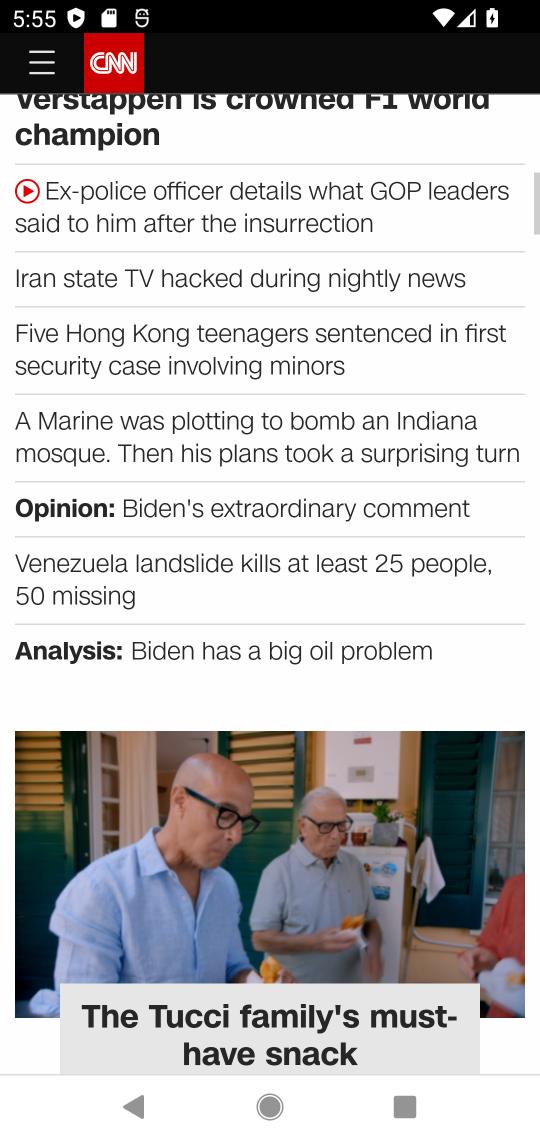 5:55
CNN
Verstappen is crowned F1 world
champion
Ex-police officer details what GOP leaders
said to him after the insurrection
Iran state TV hacked during nightly news
Five Hong Kong teenagers sentenced in first
security case involving minors
A Marine was plotting to bomb an Indiana
mosque. Then his plans took a surprising turn
Opinion: Biden's extraordinary comment
Venezuela landslide kills at least 25 people,
50 missing
Analysis: Biden has a big oil problem
The Tucci family's must-
have snack